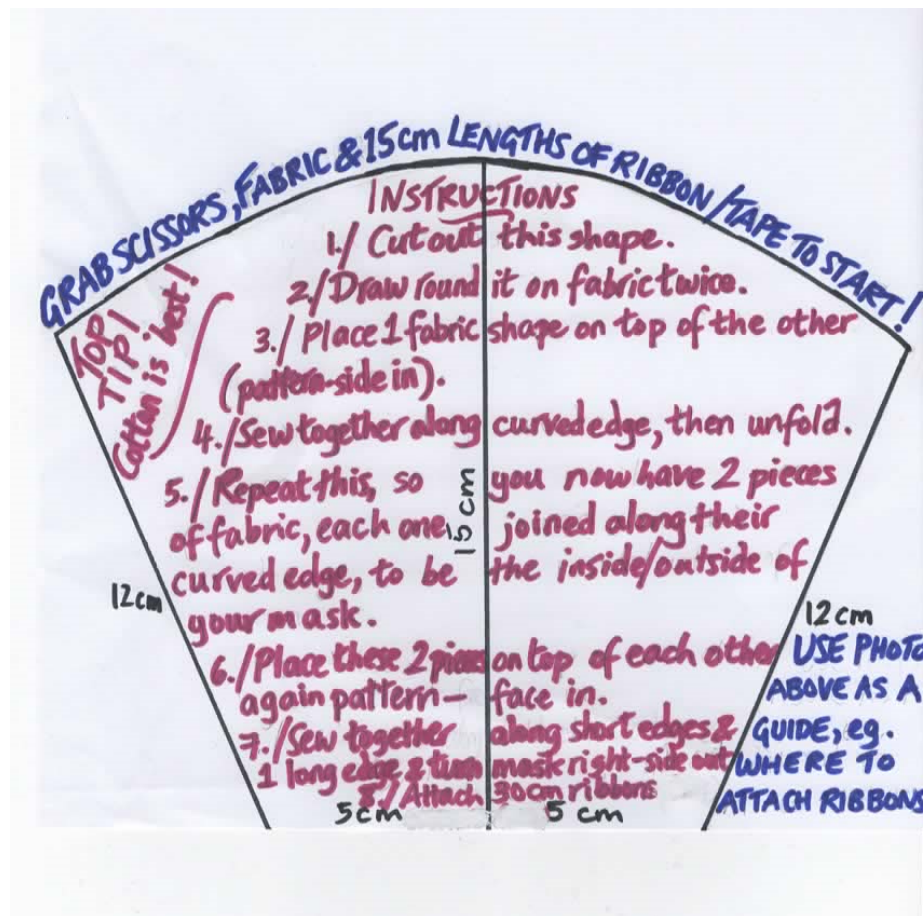 GRAB SCISSORS, FABRIC & 15cm LENGTHS OF RIBBON/TAPE TO START!
INSTRUCTIONS
1./ Cut out this shape.
2./ Draw round it on fabric twice.
TOP
TIP!
Cotton is best!
3./ Place 1 fabric shape on top of the other
(pattern-side in).
4./ Sew together along curved edge, then unfold.
5./ Repeat this, so you now have 2 pieces
of fabric, each one joined along their
curved edge, to be the inside/outside of
your mask.
15cm
12cm
12cm
6./ Place these 2 pieces on top of each other
again pattern-face in.
7./ Sew together along short edges &
1 long edge & turn mask right-side out
8./ Attach 30cm ribbons
5cm
5 cm
USE PHOTO
ABOVE AS A
GUIDE, eg.
WHERE TO
ATTACH RIBBONS